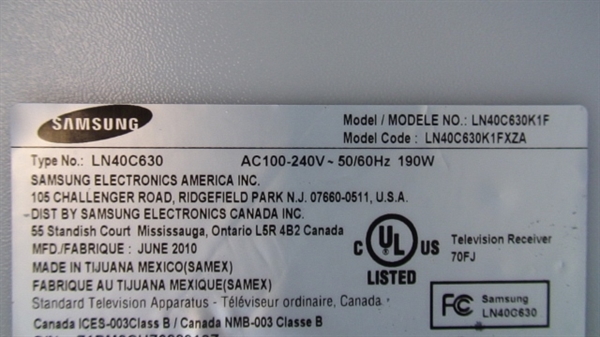 SAMSUNG
Model / MODELE NO.: LN40C630K1F
Model Code : LN40C630K1FXZA
Type No.: LN40C630 AC100-240V~ 50/60Hz 190W
SAMSUNG ELECTRONICS AMERICA INC.
105 CHALLENGER ROAD, RIDGEFIELD PARK N.J. 07660-0511, U.S.A.
DIST BY SAMSUNG ELECTRONICS CANADA INC.
55 Standish Court Mississauga, Ontario L5R 4B2 Canada
MFD./FABRIQUE : JUNE 2010
MADE IN TIJUANA MEXICO(SAMEX)
FABRIQUE AU TIJUANA MEXIQUE(SAMEX)
Standard Television Apparatus - Téléviseur ordinaire, Canada
Canada ICES-003Class B / Canada NMB-003 Classe B
C UL US
LISTED
Television Receiver
70FJ
FC Samsung
LN40C630